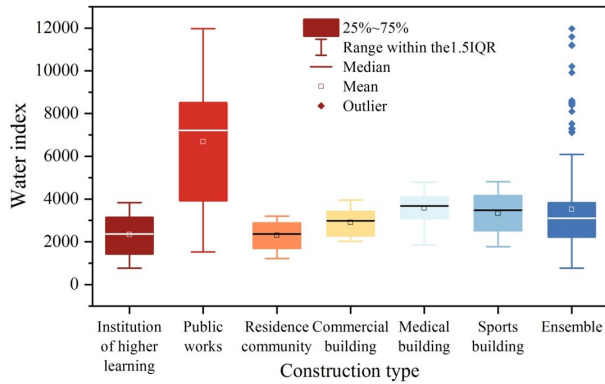 12000
10000
8000
6000
4000
2000
0
Water index
25%~75%
Range within the1.5IQR
Median
Mean
Outlier
Institution
of higher
learning
Public
works
Residence
community
Commercial
building
Medical
building
Sports
building
Ensemble
Construction type